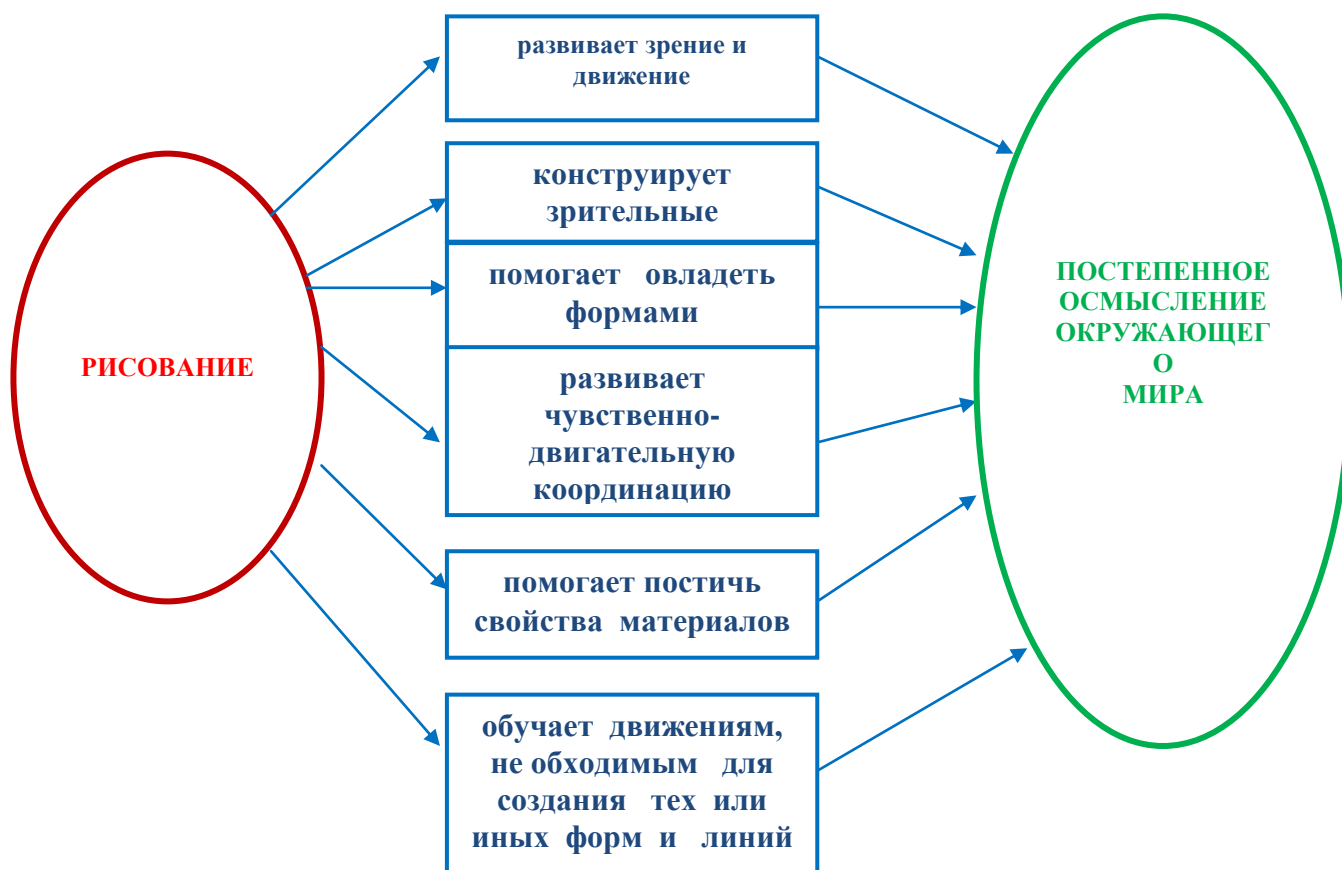 РИСОВАНИЕ
развивает зрение и
движение
конструирует
зрительные
помогает овладеть
формами
развивает
чувственно-
двигательную
координацию
помогает постичь
свойства материалов
обучает движениям,
не обходимым для
создания тех или
иных форм и линий
ПОСТЕПЕННОЕ
ОСМЫСЛЕНИЕ
ОКРУЖАЮЩЕГ
О
МИРА